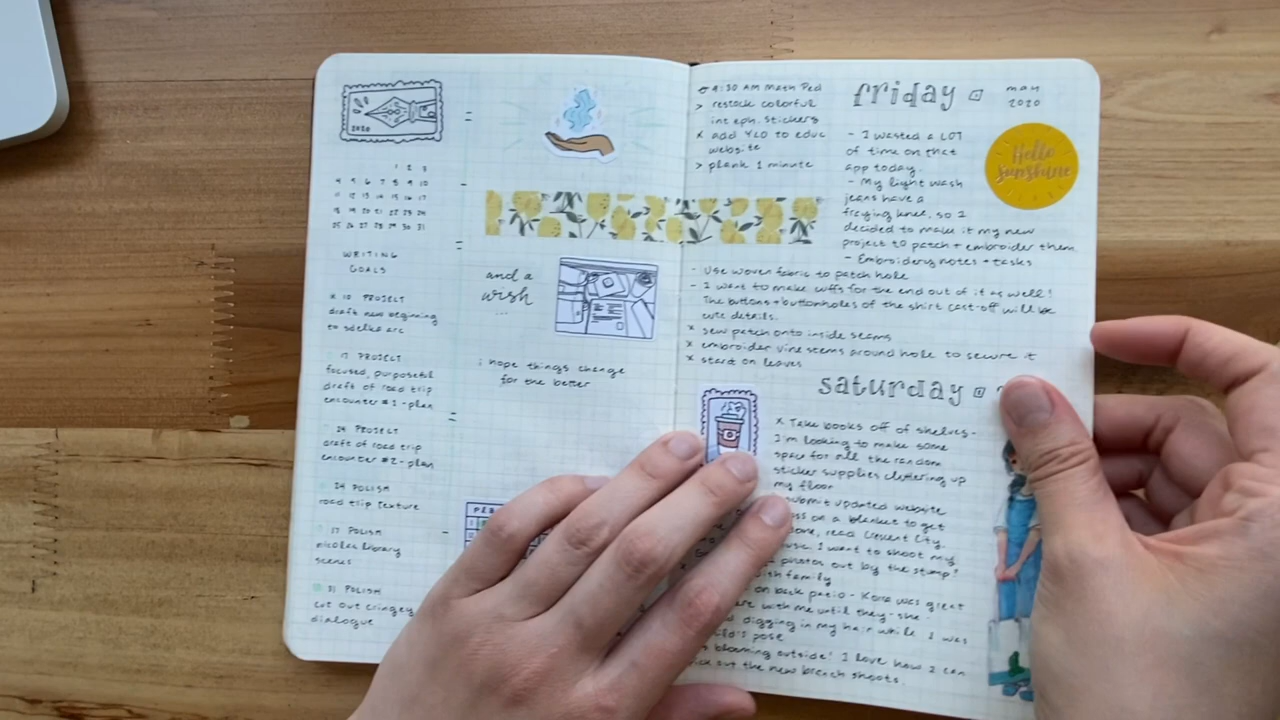 2020
1 2 3
4 5 6 7 8 9 10
11 12 13 14 15 16 17
18 19 20 21 22 23 24
25 26 27 28 29 30 31
WRITING
GOALS
x 10 PROJECT
draft new beginning
to sdelka arc
17 PROJECT
focused, purposeful
draft of road trip
encounter #1 - plan
24 PROJECT
draft of road trip
encounter #2 - plan
24 POLISH
road trip texture
17 POLISH
nicolas library
scenes
31 POLISH
cut out cringey
dialogue
and a
wish
...
i hope things change
for the better
9:30 AM Math Ped
> restock colorful
int eph. stickers
x add YLO to educ
website
> plank 1 minute
friday
may
2020
- I wasted a LOT
of time on that
app today.
- My light wash
jeans have a
fraying knee, so I
decided to make it my new
project to patch + embroider them
- Embroidery notes + tasks
Hello
sunshine
- Use woven fabric to patch hole
- I want to make cuffs for the end out of it as well!
The buttons + buttonholes of the shirt cast-off will be
cute details.
x sew patch onto inside seams
x embroider vine stems around hole to secure it
x start on leaves
saturday
x Take books off of shelves-
I'm looking to make some
space for all the random
sticker supplies cluttering up
my floor
submit updated website
on a blanket to get
read Crescent City
I want to shoot my
photos out by the stump!
with family
on back patio - Korra was great
with me until they-she
digging in my hair while I was
pose
blooming outside! I love how I can
out the new branch shoots.